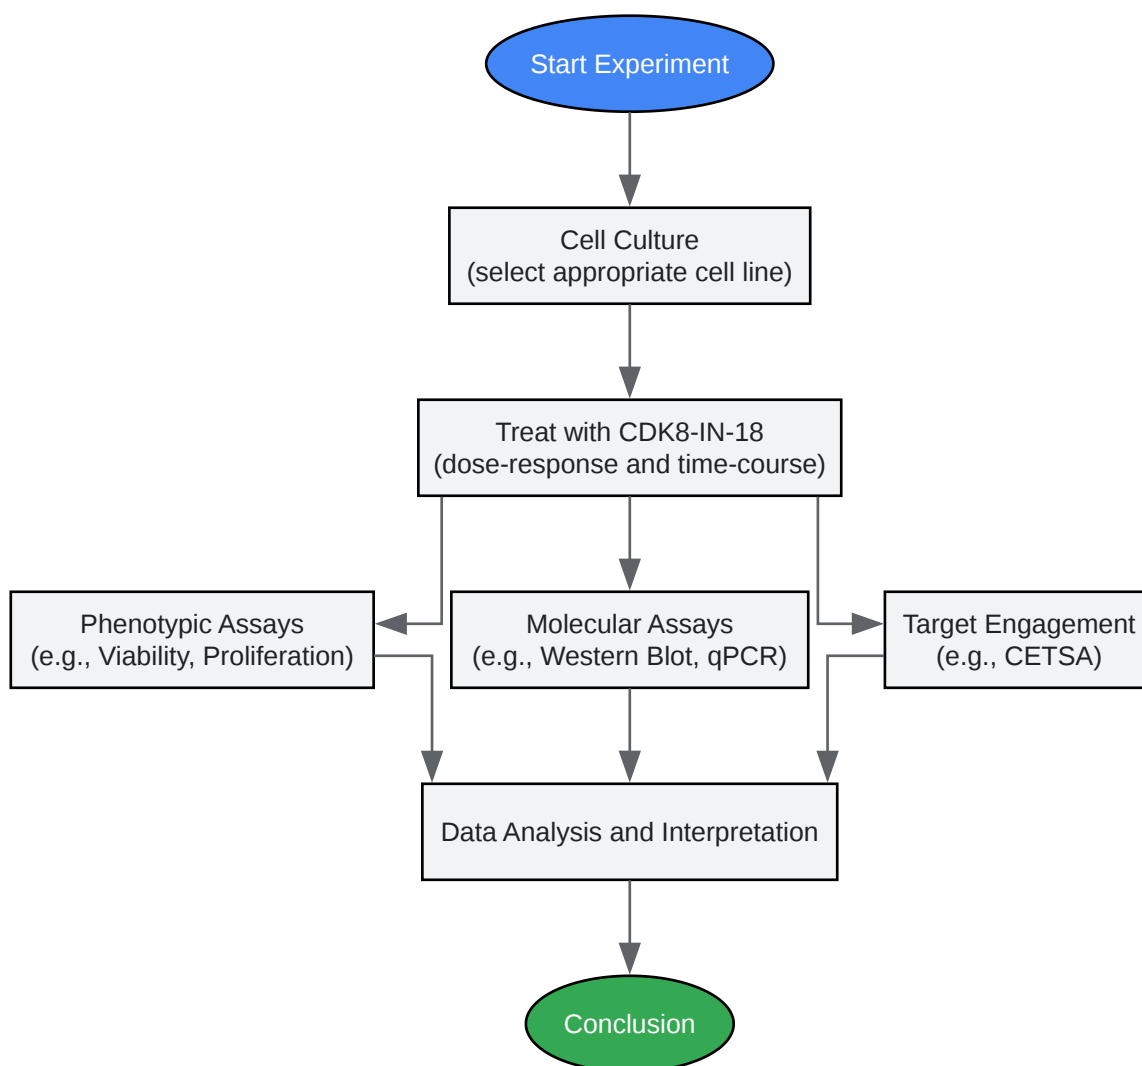 Start Experiment
Cell Culture
(select appropriate cell line)
Treat with CDK8-IN-18
(dose-response and time-course)
Phenotypic Assays
(e.g., Viability, Proliferation)
Molecular Assays
(e.g., Western Blot, qPCR)
Target Engagement
(e.g., CETSA)
Data Analysis and Interpretation
Conclusion